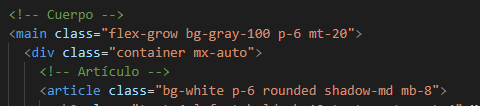 <!-- Cuerpo -->
<main class="flex-grow bg-gray-100 p-6 mt-20">
<div class="container mx-auto">
<!-- Artículo -->
<article class="bg-white p-6 rounded shadow-md mb-8">